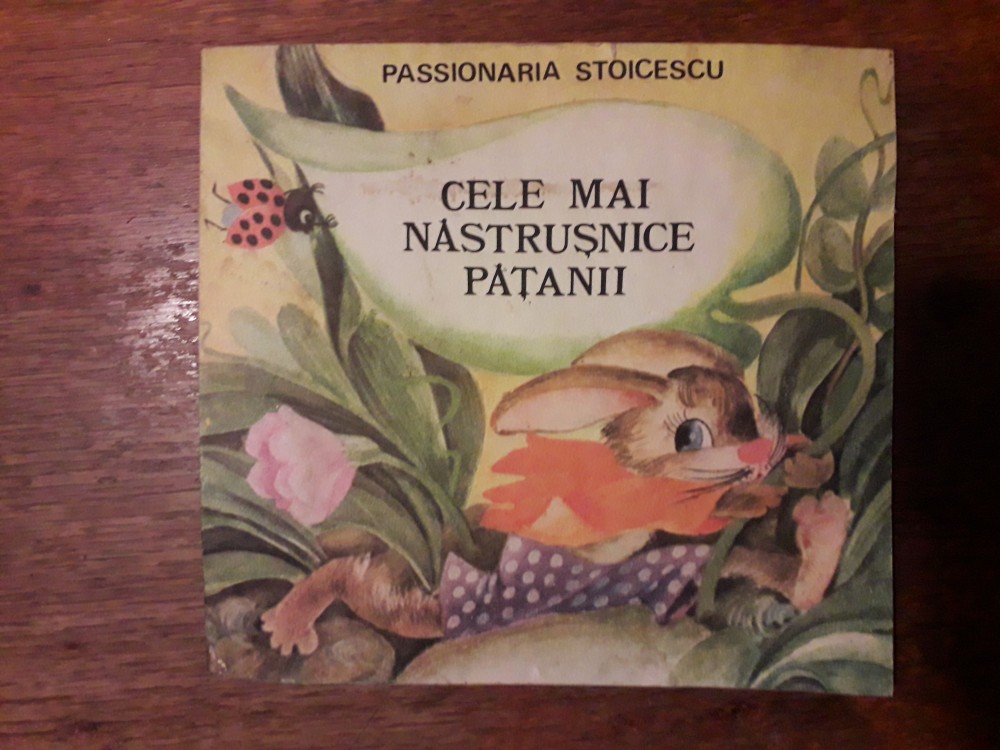 PASSIONARIA STOICESCU
CELE MAI
NĂSTRUȘNICE
PĂȚANII